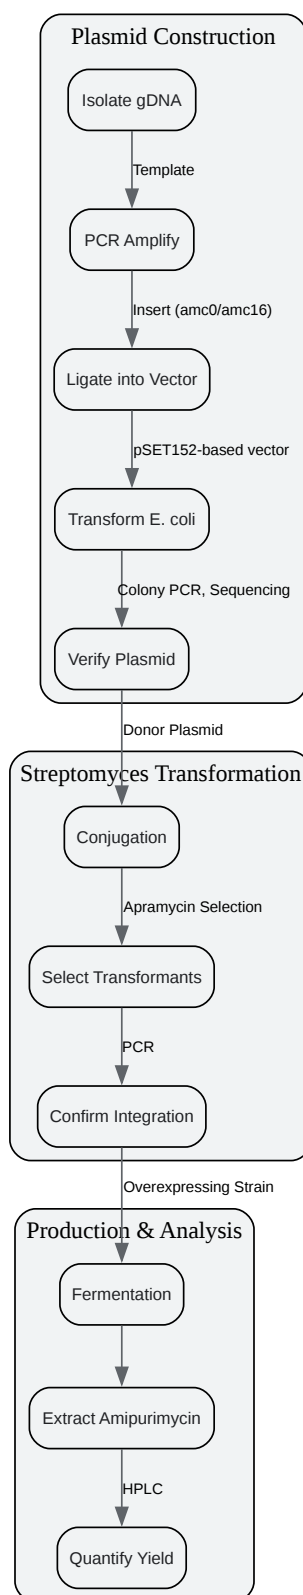 Plasmid Construction
Isolate gDNA
Template
PCR Amplify
Insert (amc0/amc16)
Ligate into Vector
pSET152-based vector
Transform E. coli
Colony PCR, Sequencing
Verify Plasmid
Donor Plasmid
Streptomyces Transformation
Conjugation
Apramycin Selection
Select Transformants
PCR
Confirm Integration
Overexpressing Strain
Production & Analysis
Fermentation
Extract Amipurimycin
HPLC
Quantify Yield